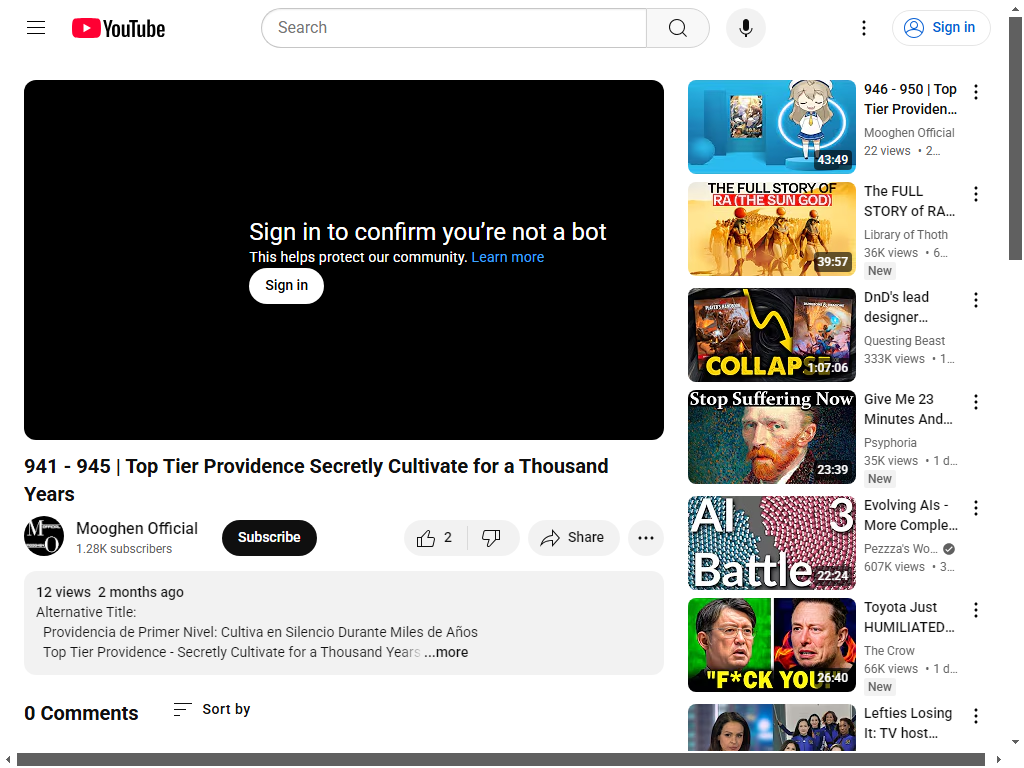 YouTube
Search
Sign in
Sign in to confirm you're not a bot
This helps protect our community. Learn more
Sign in
941 - 945 | Top Tier Providence Secretly Cultivate for a Thousand
Years
Mooghen Official
1.28K subscribers
Subscribe
2
Share
12 views 2 months ago
Alternative Title:
Providencia de Primer Nivel: Cultiva en Silencio Durante Miles de Años
Top Tier Providence - Secretly Cultivate for a Thousand Years ...more
0 Comments
Sort by
43:49
946 - 950 | Top
Tier Providen...
Mooghen Official
22 views • 2...
THE FULL STORY OF
RA (THE SUN GOD)
39:57
The FULL
STORY of RA...
Library of Thoth
36K views • 6...
New
COLLAPSE
1:07:06
DnD's lead
designer...
Questing Beast
333K views • 1...
Stop Suffering Now
23:39
Give Me 23
Minutes And...
Psyphoria
35K views • 1 d...
New
AI 3
Battle
22:24
Evolving AIs -
More Comple...
Pezzza's Wo...
607K views • 3...
"F*CK YOU!"
26:40
Toyota Just
HUMILIATED...
The Crow
66K views • 1 d...
New
Lefties Losing
It: TV host...